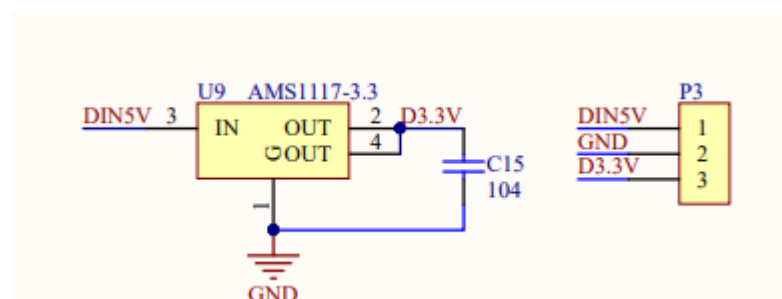 U9 AMS1117-3.3 P3
DIN5V 3 IN OUT 2 D3.3V DIN5V 1
G OUT 4 GND 2
C15 D3.3V 3
104
1
GND